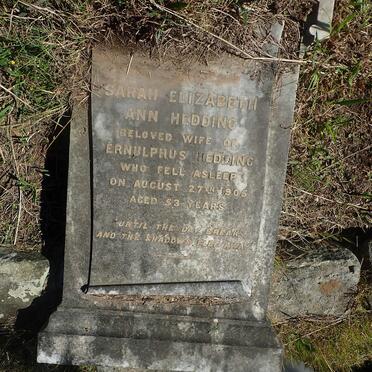 SARAH ELIZABETH
ANN HEDDING
BELOVED WIFE OF
ERNULPHUS HEDDING
WHO FELL ASLEEP
ON AUGUST 27TH 1905
AGED 53 YEARS
"UNTIL THE DAY BREAK
AND THE SHADOWS FLEE AWAY"